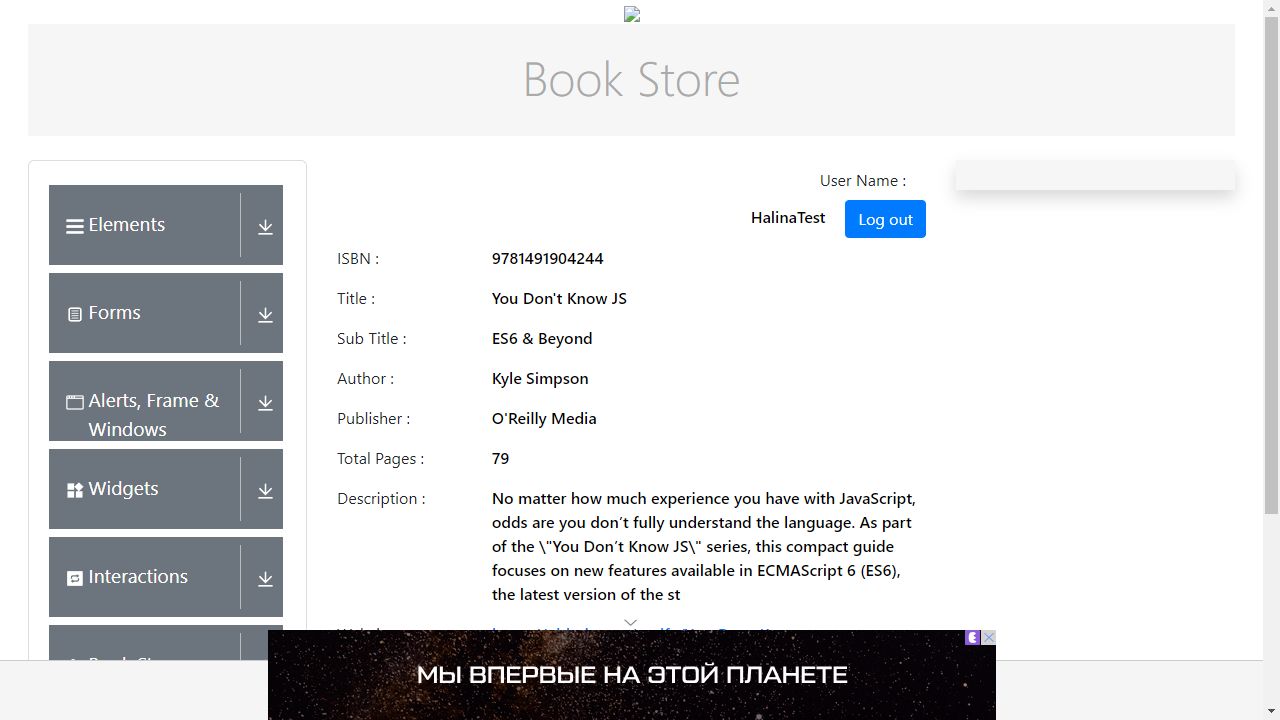 Book Store
Elements
Forms
Alerts, Frame &
Windows
Widgets
Interactions
User Name :
HalinaTest
Log out
ISBN :
9781491904244
Title :
You Don't Know JS
Sub Title :
ES6 & Beyond
Author :
Kyle Simpson
Publisher :
O'Reilly Media
Total Pages :
79
Description :
No matter how much experience you have with JavaScript,
odds are you don’t fully understand the language. As part
of the \"You Don’t Know JS\" series, this compact guide
focuses on new features available in ECMAScript 6 (ES6),
the latest version of the st
МЫ ВПЕРВЫЕ НА ЭТОЙ ПЛАНЕТЕ